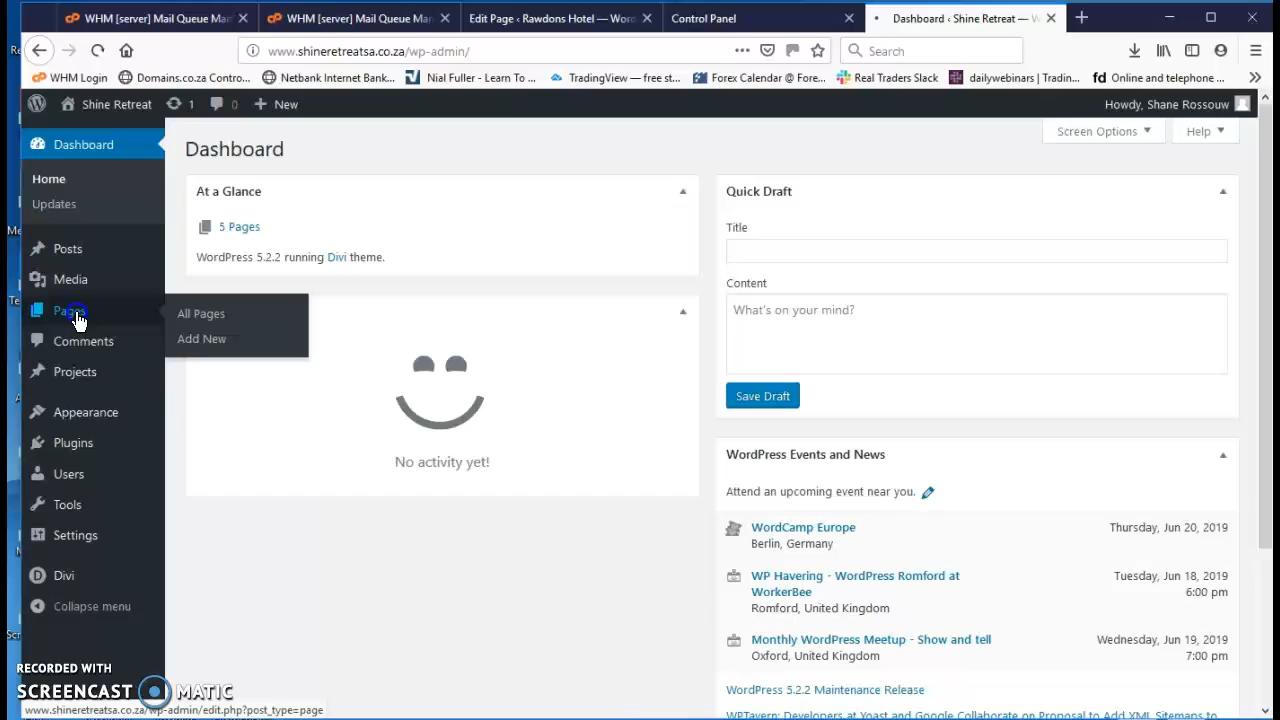 WHM [server] Mail Queue Mar
WHM [server] Mail Queue Mar
Edit Page ‹ Rawdons Hotel — Wor
Control Panel
Dashboard ‹ Shine Retreat —
www.shineretreatsa.co.za/wp-admin/
Search
WHM Login
Domains.co.za Contro...
Netbank Internet Bank...
Nial Fuller - Learn To ...
TradingView — free st...
Forex Calendar @ Fore...
Real Traders Slack
dailywebinars | Tradin...
fd Online and telephone ...
Shine Retreat
1
0
New
Howdy, Shane Rossouw
Dashboard
Home
Updates
Posts
Media
Pages
All Pages
Add New
Comments
Projects
Appearance
Plugins
Users
Tools
Settings
Divi
Collapse menu
Screen Options
Help
Dashboard
At a Glance
5 Pages
WordPress 5.2.2 running Divi theme.
No activity yet!
Quick Draft
Title
Content
What's on your mind?
Save Draft
WordPress Events and News
Attend an upcoming event near you.
WordCamp Europe
Berlin, Germany
Thursday, Jun 20, 2019
WP Havering - WordPress Romford at
WorkerBee
Romford, United Kingdom
Tuesday, Jun 18, 2019
6:00 pm
Monthly WordPress Meetup - Show and tell
Oxford, United Kingdom
Wednesday, Jun 19, 2019
7:00 pm
WordPress 5.2.2 Maintenance Release
WPTavern: Developers at Yoast and Google Collaborate on Proposal to Add XML Sitemaps to
RECORDED WITH
SCREENCAST MATIC
www.shineretreatsa.co.za/wp-admin/edit.php?post_type=page